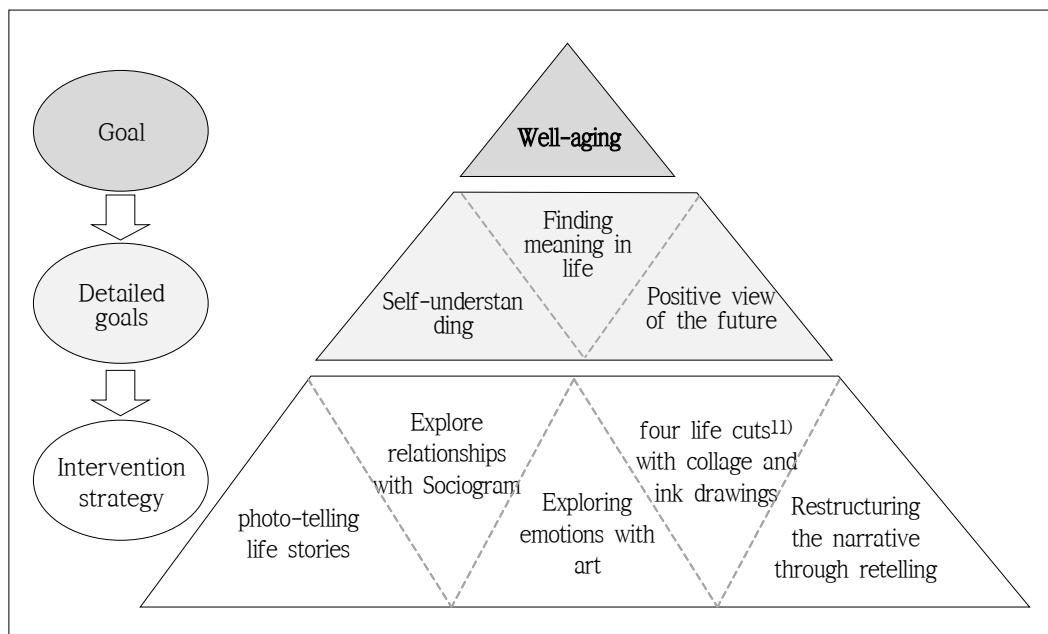 Goal
Well-aging
Detailed
goals
Finding
meaning in
life
Self-understan
ding
Positive view
of the future
Intervention
strategy
photo-telling
life stories
Explore
relationships
with Sociogram
Exploring
emotions with
art
four life cuts¹¹⁾
with collage and
ink drawings
Restructuring
the narrative
through retelling